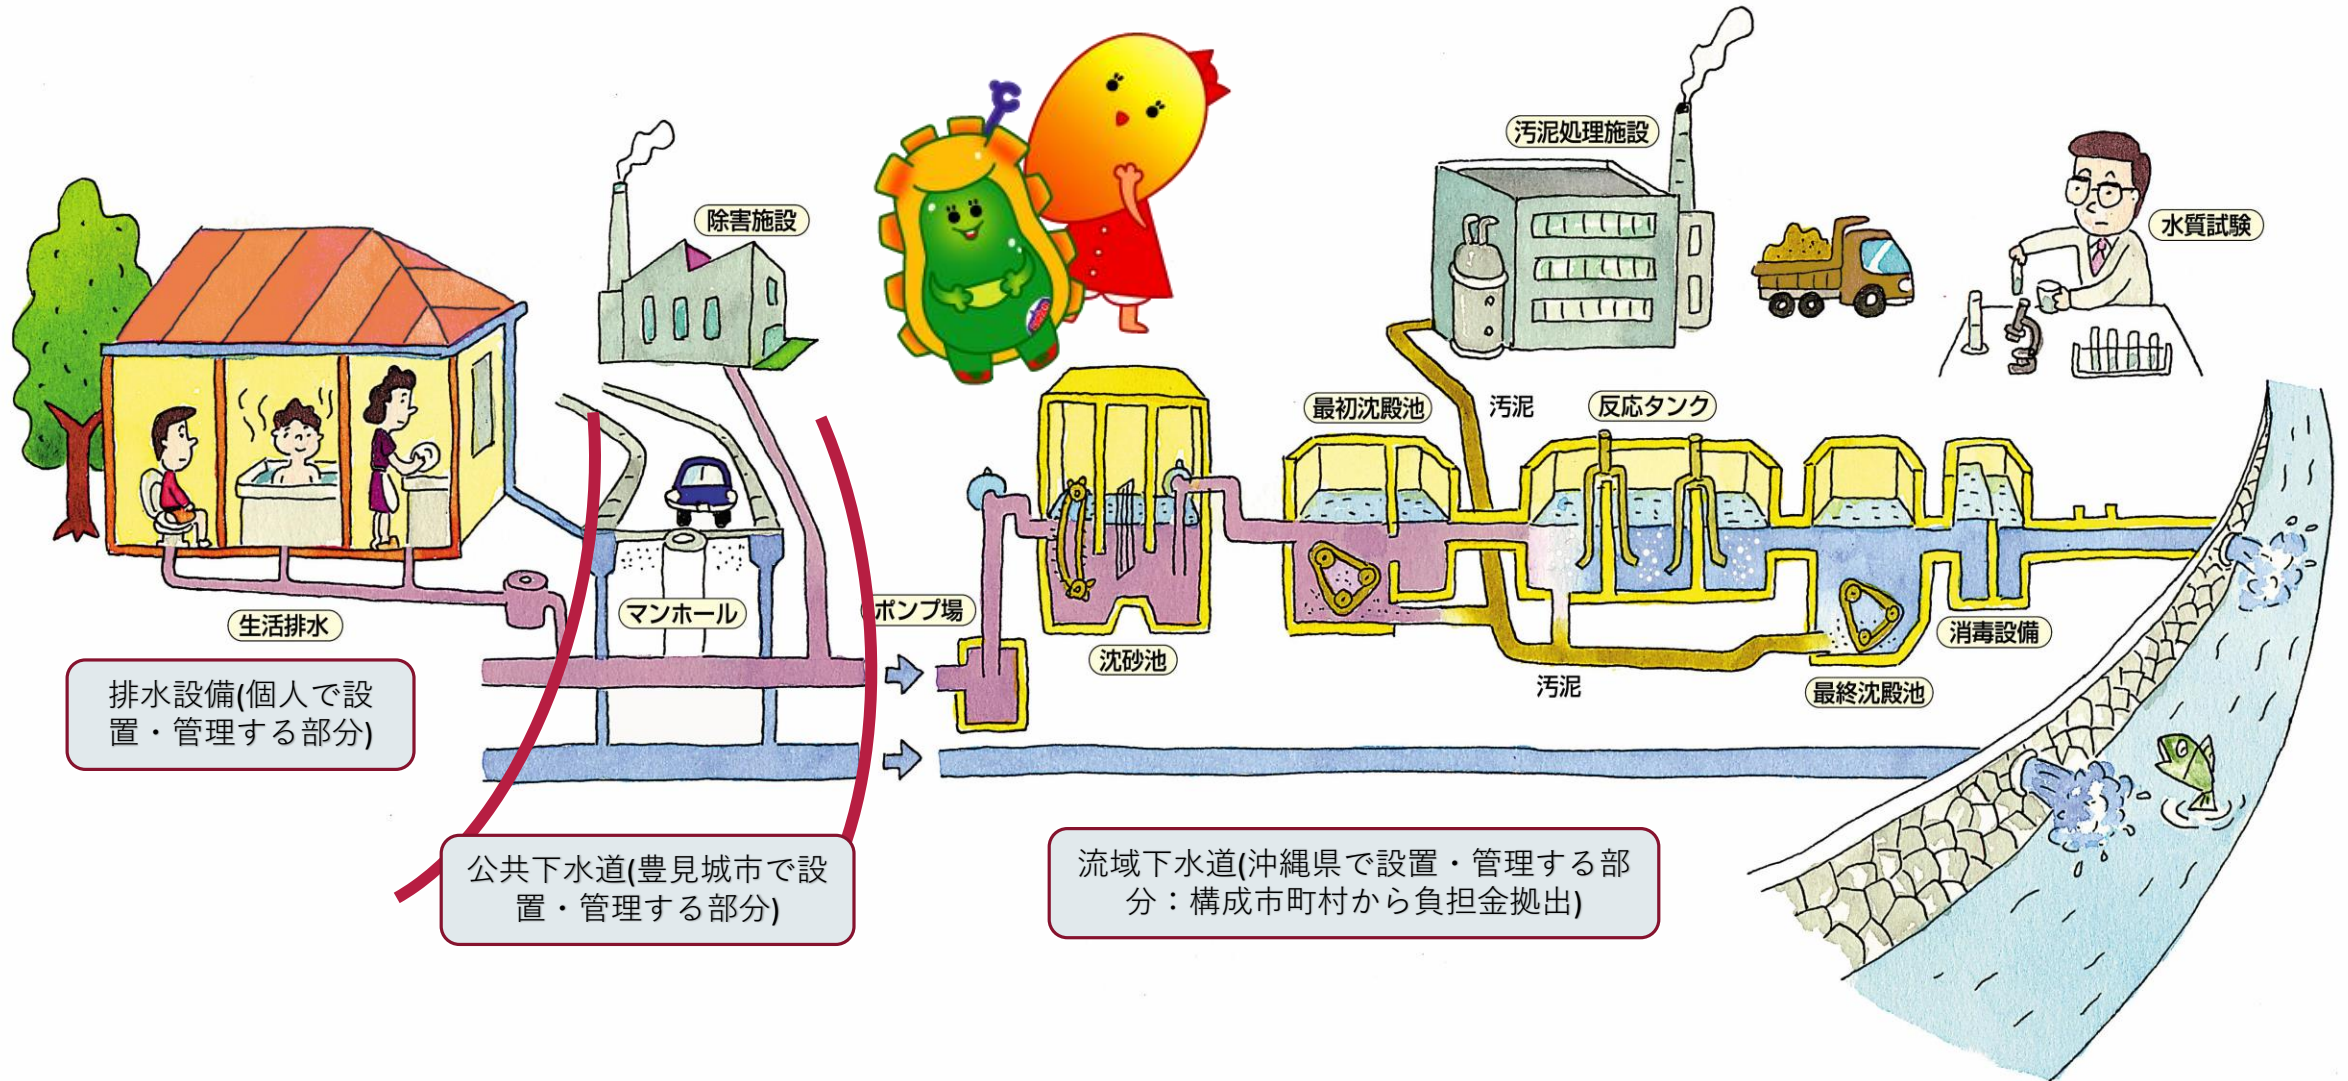 汚泥処理施設
除害施設
水質試験
最初沈殿池
汚泥
反応タンク
生活排水
マンホール
ポンプ場
沈砂池
消毒設備
汚泥
最終沈殿池
排水設備(個人で設
置・管理する部分)
公共下水道(豊見城市で設
置・管理する部分)
流域下水道(沖縄県で設置・管理する部
分：構成市町村から負担金拠出)